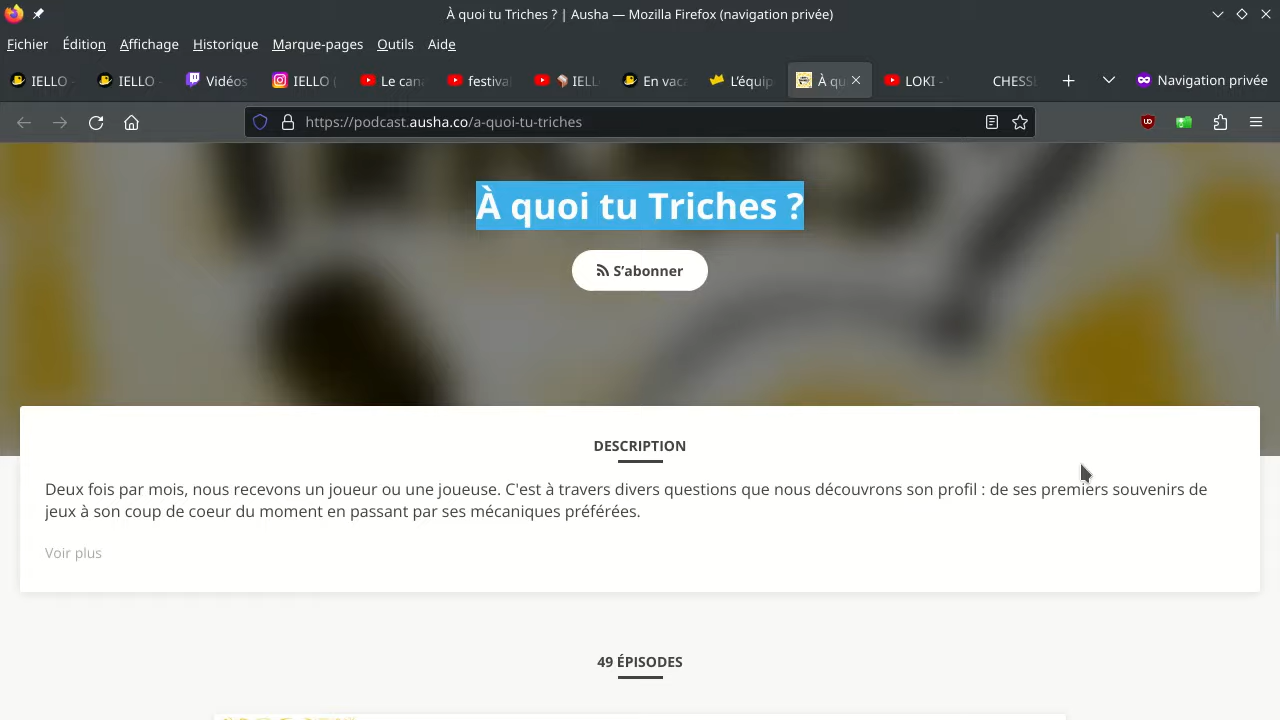 À quoi tu Triches ? | Ausha — Mozilla Firefox (navigation privée)
Fichier Édition Affichage Historique Marque-pages Outils Aide
IELLO - IELLO - Vidéos IELLO ( Le can festival IELL En vac L'équip À qu LOKI - CHESS Navigation privée
https://podcast.ausha.co/a-quoi-tu-triches
À quoi tu Triches ?
S’abonner
DESCRIPTION
Deux fois par mois, nous recevons un joueur ou une joueuse. C'est à travers divers questions que nous découvrons son profil : de ses premiers souvenirs de
jeux à son coup de coeur du moment en passant par ses mécaniques préférées.
Voir plus
49 ÉPISODES